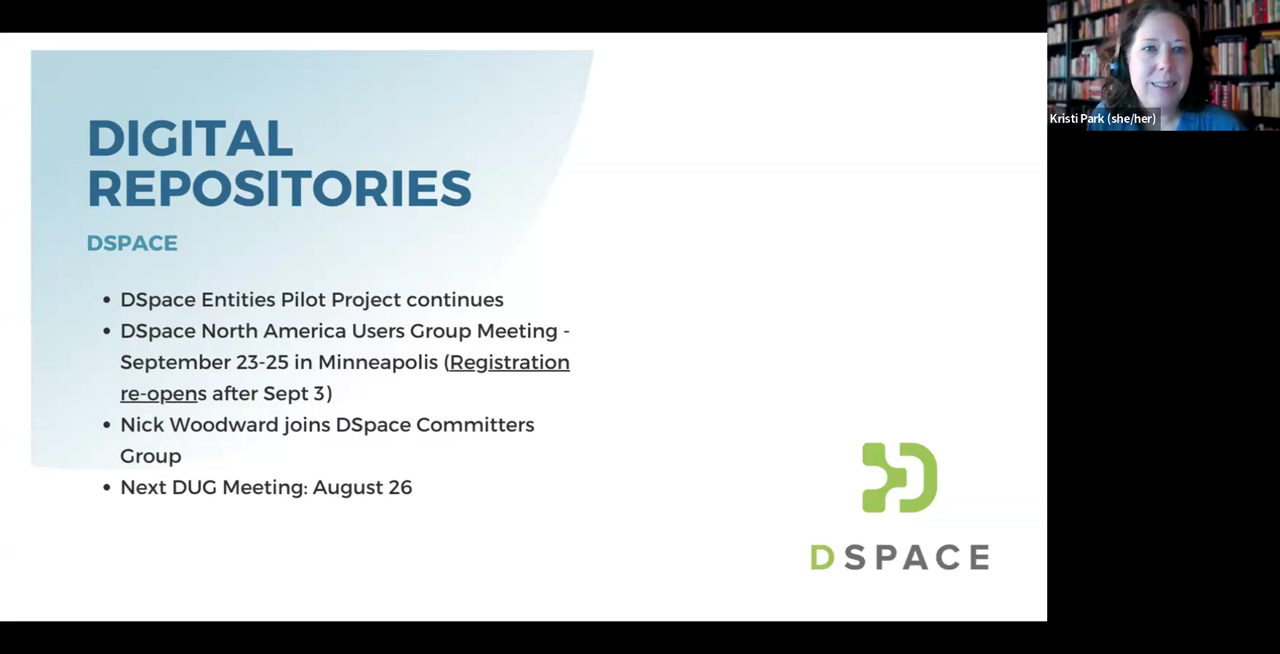 DIGITAL
REPOSITORIES
DSPACE
• DSpace Entities Pilot Project continues
• DSpace North America Users Group Meeting -
September 23-25 in Minneapolis (Registration
re-opens after Sept 3)
• Nick Woodward joins DSpace Committers
Group
• Next DUG Meeting: August 26
DSPACE
Kristi Park (she/her)